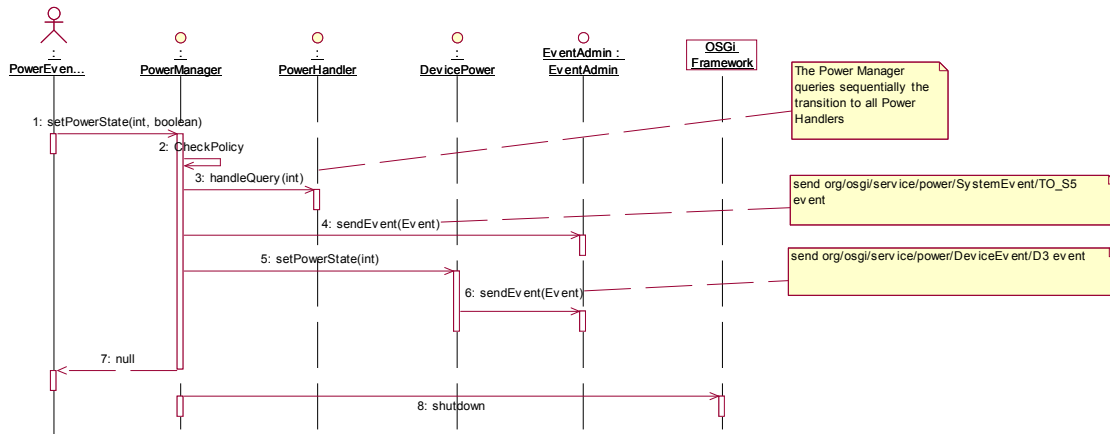 :
PowerEven...
:
PowerManager
:
PowerHandler
:
DevicePower
EventAdmin :
EventAdmin
OSGi
Framework
The Power Manager
queries sequentially the
transition to all Power
Handlers
1: setPowerState(int, boolean)
2: CheckPolicy
3: handleQuery(int)
send org/osgi/service/power/SystemEvent/TO_S5
event
4: sendEvent(Event)
send org/osgi/service/power/DeviceEvent/D3 event
5: setPowerState(int)
6: sendEvent(Event)
7: null
8: shutdown